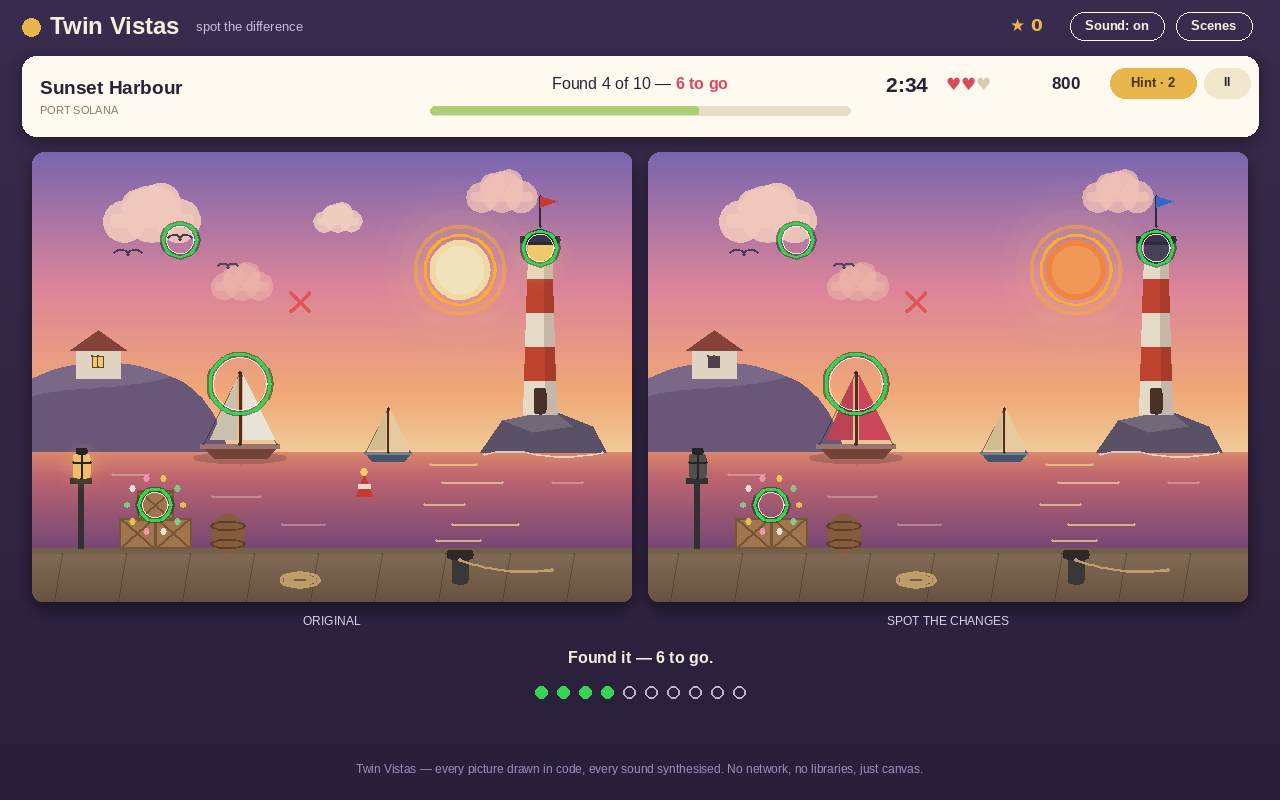 Twin Vistas
spot the difference
★ 0
Sound: on
Scenes
Sunset Harbour
PORT SOLANA
Found 4 of 10 — 6 to go
2:34
800
Hint · 2
II
ORIGINAL
SPOT THE CHANGES
Found it — 6 to go.
Twin Vistas — every picture drawn in code, every sound synthesised. No network, no libraries, just canvas.